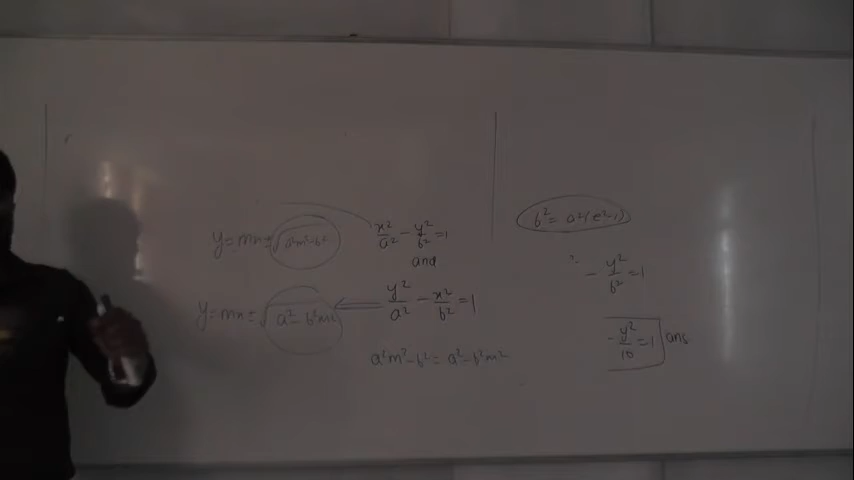 y = mx ± √a²m²-b²
x²/a² - y²/b² = 1
and
y = mx ± √a² - b²m²
y²/a² - x²/b² = 1
a²m² - b² = a² - b²m²
b² = a²(e²-1)
- y²/b² = 1
- y²/16 = 1 ans